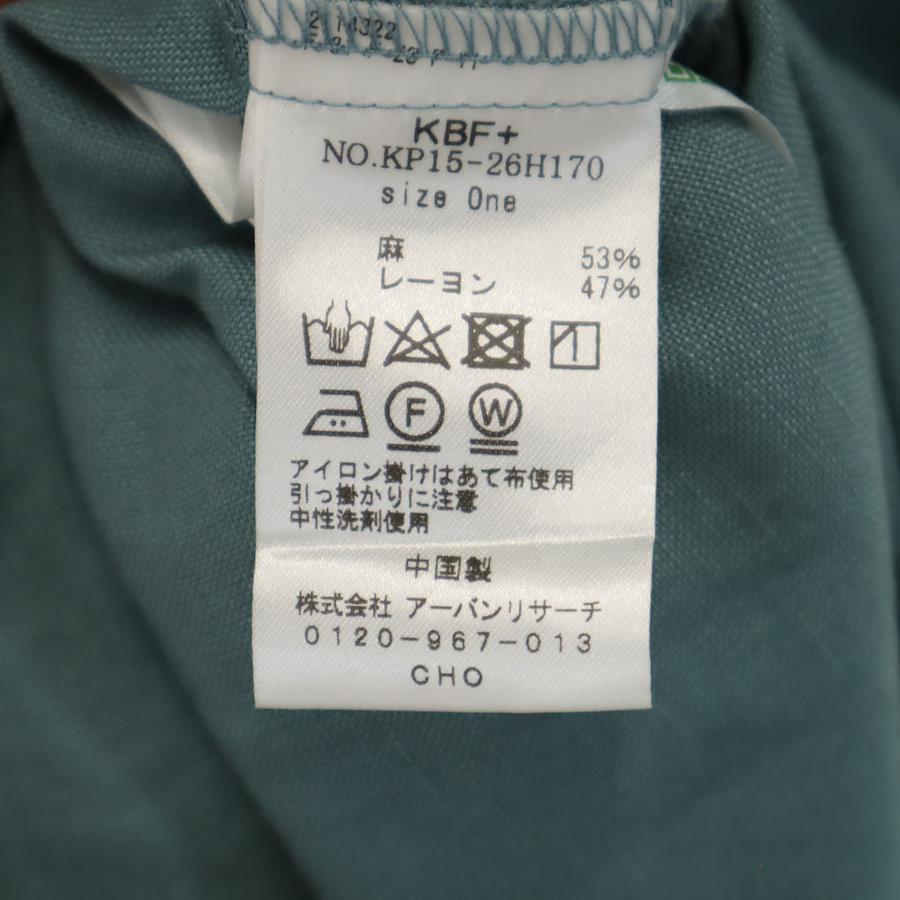 KBF+
NO.KP15-26H170
size One
麻 53%
レーヨン 47%
F W
アイロン掛けはあて布使用
引っ掛かりに注意
中性洗剤使用
中国製
株式会社 アーバンリサーチ
0120-967-013
CHO